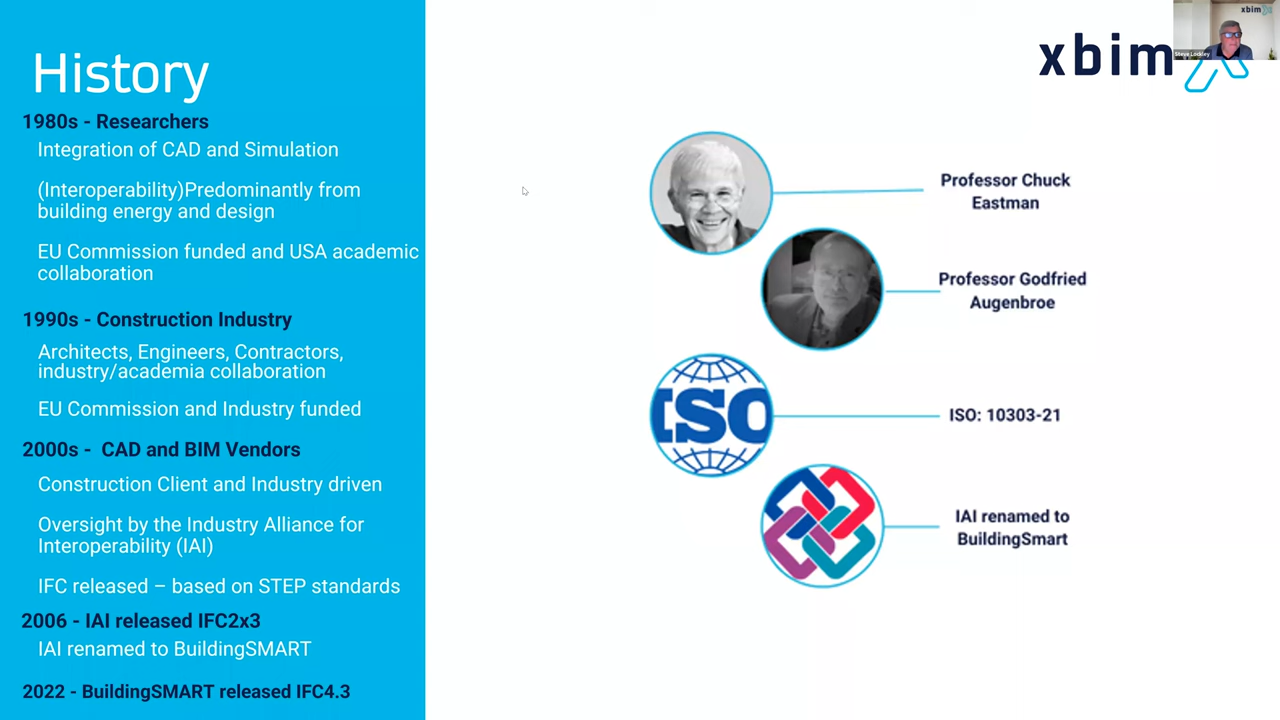 History
1980s - Researchers
Integration of CAD and Simulation
(Interoperability)Predominantly from
building energy and design
EU Commission funded and USA academic
collaboration
1990s - Construction Industry
Architects, Engineers, Contractors,
industry/academia collaboration
EU Commission and Industry funded
2000s - CAD and BIM Vendors
Construction Client and Industry driven
Oversight by the Industry Alliance for
Interoperability (IAI)
IFC released – based on STEP standards
2006 - IAI released IFC2x3
IAI renamed to BuildingSMART
2022 - BuildingSMART released IFC4.3
xbim
xbim
Steve Lockley
Professor Chuck
Eastman
Professor Godfried
Augenbroe
ISO
ISO: 10303-21
IAI renamed to
BuildingSmart